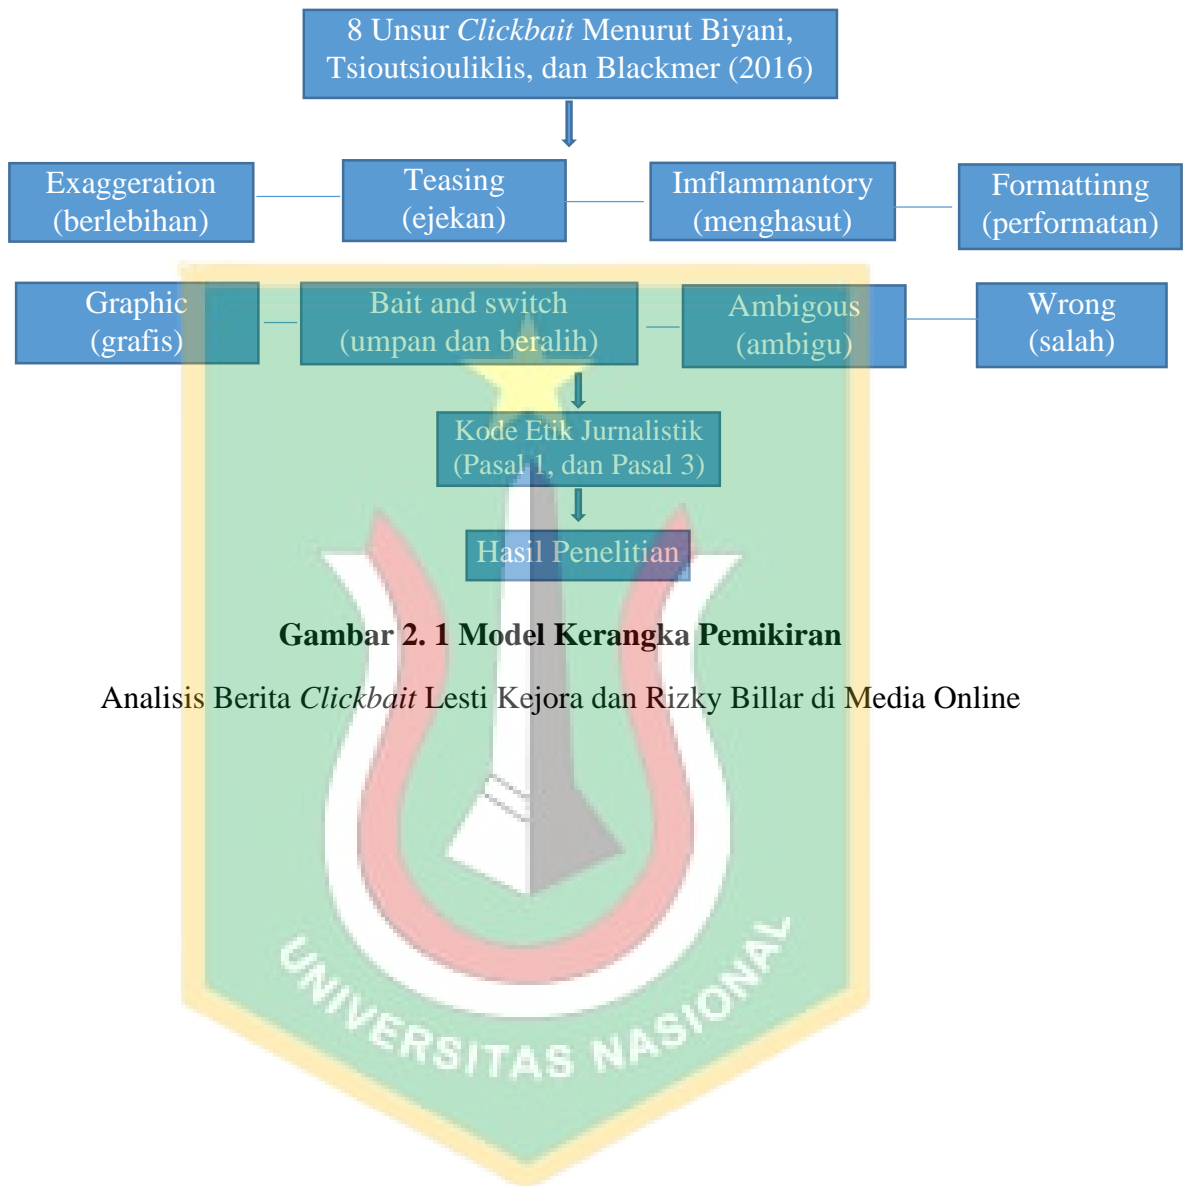 8 Unsur Clickbait Menurut Biyani,
Tsioutsiouliklis, dan Blackmer (2016)
Exaggeration
(berlebihan)
Teasing
(ejekan)
Imflammantory
(menghasut)
Formattinng
(performatan)
Graphic
(grafis)
Bait and switch
(umpan dan beralih)
Ambigous
(ambigu)
Wrong
(salah)
Kode Etik Jurnalistik
(Pasal 1, dan Pasal 3)
Hasil Penelitian
Gambar 2. 1 Model Kerangka Pemikiran
Analisis Berita Clickbait Lesti Kejora dan Rizky Billar di Media Online
UNIVERSITAS NASIONAL